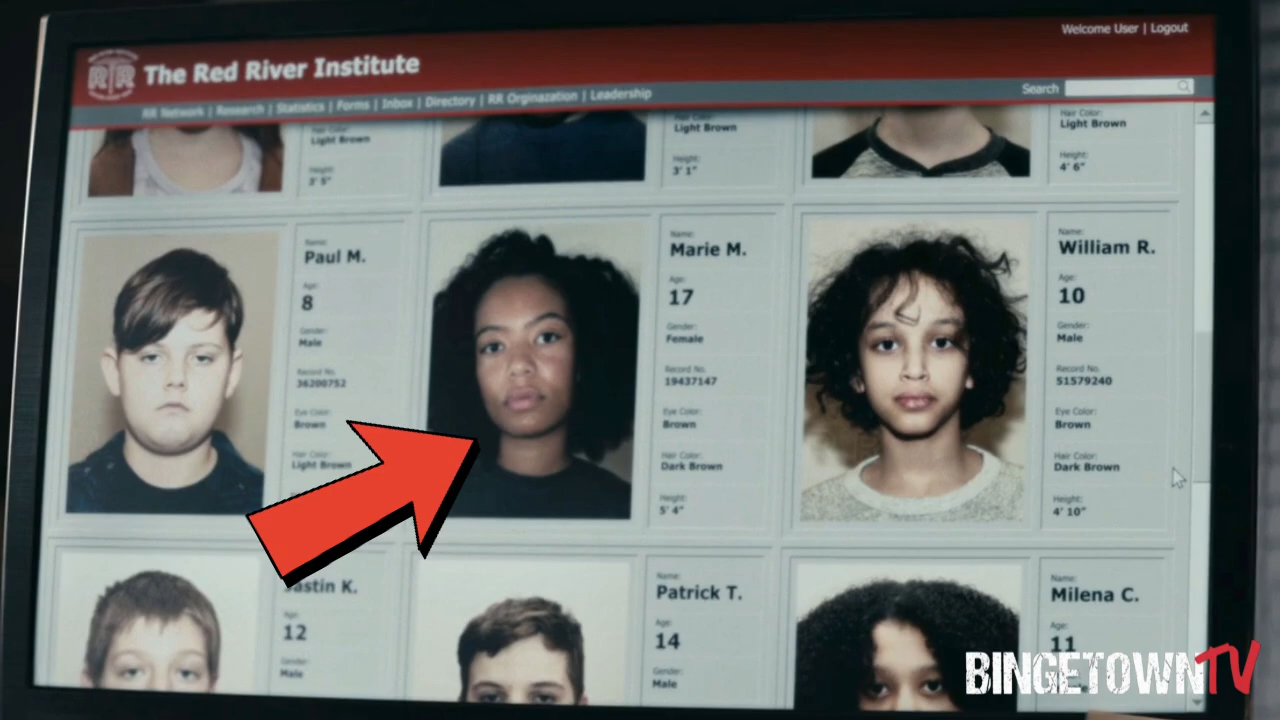 Welcome User | Logout
The Red River Institute
RR Network | Research | Statistics | Forms | Inbox | Directory | RR Orginazation | Leadership
Search
Hair Color:
Light Brown
Height:
3' 5"
Light Brown
Height:
3' 1"
Hair Color:
Light Brown
Height:
4' 6"
Name:
Paul M.
Age:
8
Gender:
Male
Record No.
36200752
Eye Color:
Brown
Hair Color:
Light Brown
Name:
Marie M.
Age:
17
Gender:
Female
Record No.
19437147
Eye Color:
Brown
Hair Color:
Dark Brown
Height:
5' 4"
Name:
William R.
Age:
10
Gender:
Male
Record No.
51579240
Eye Color:
Brown
Hair Color:
Dark Brown
Height:
4' 10"
Justin K.
Age:
12
Gender:
Male
Name:
Patrick T.
Age:
14
Gender:
Male
Name:
Milena C.
Age:
11
BINGETOWNTV